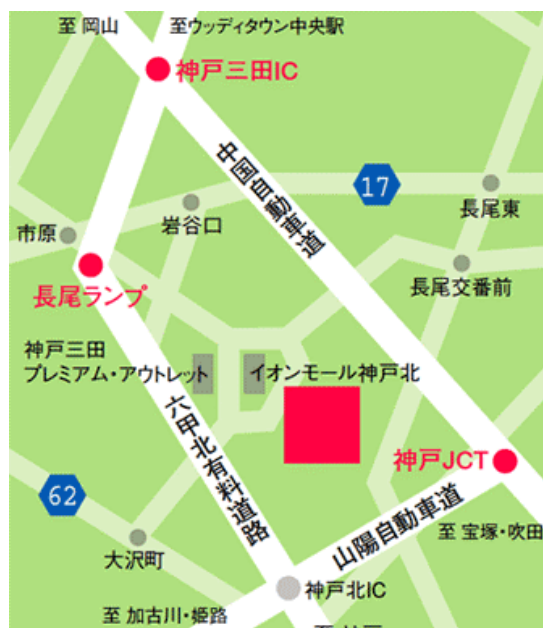 至 岡山
至ウッディタウン中央駅
神戸三田IC
中国自動車道
17
長尾東
岩谷口
市原
長尾交番前
長尾ランプ
神戸三田
プレミアム・アウトレット
イオンモール神戸北
六甲北有料道路
神戸JCT
62
山陽自動車道
至 宝塚・吹田
大沢町
神戸北IC
至 加古川・姫路